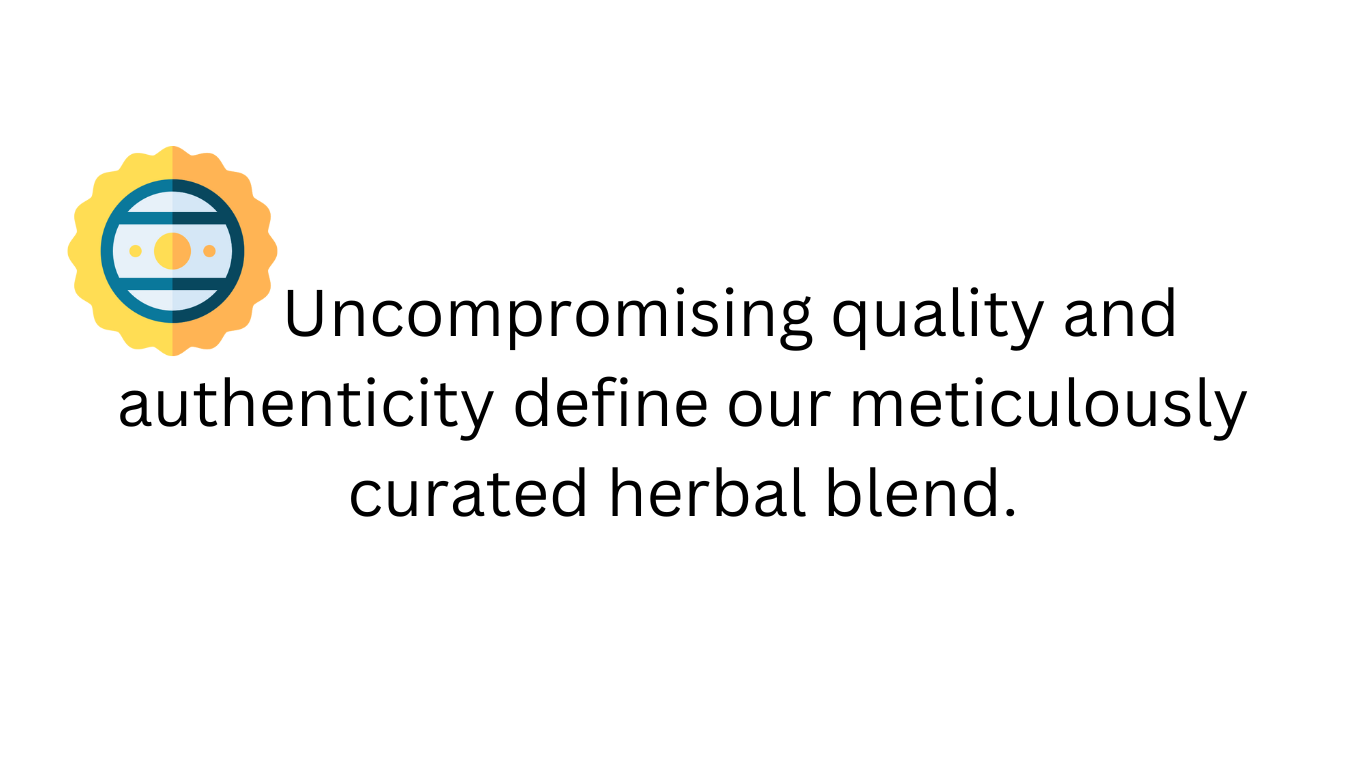 Uncompromising quality and
authenticity define our meticulously
curated herbal blend.